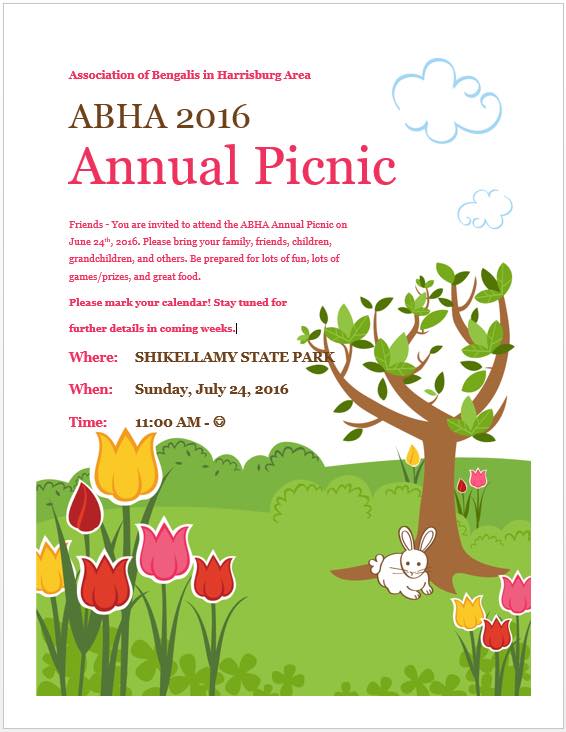 Association of Bengalis in Harrisburg Area
ABHA 2016
Annual Picnic
Friends - You are invited to attend the ABHA Annual Picnic on
June 24th, 2016. Please bring your family, friends, children,
grandchildren, and others. Be prepared for lots of fun, lots of
games/prizes, and great food.
Please mark your calendar! Stay tuned for
further details in coming weeks.
Where: SHIKELLAMY STATE PARK
When: Sunday, July 24, 2016
Time: 11:00 AM - ☺